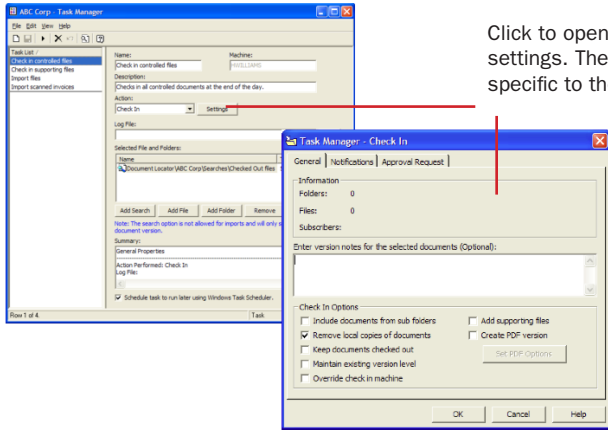 ABC Corp - Task Manager
File Edit View Help
Task List /
Check in controlled files
Check in supporting files
Import files
Import scanned invoices
Name:
Machine:
Check in controlled files
HWILLIAMS
Description:
Checks in all controlled documents at the end of the day.
Action:
Check In
Settings
Log File:
Selected File and Folders:
Name
Document Locator\ABC Corp\Searches\Checked Out files
Add Search
Add File
Add Folder
Remove
Note: The search option is not allowed for imports and will only
document version.
Summary:
General Properties
Action Performed: Check In
Log File:
Schedule task to run later using Windows Task Scheduler.
Row 1 of 4.
Task
Click to open
settings. The
specific to th
Task Manager - Check In
General
Notifications
Approval Request
Information
Folders: 0
Files: 0
Subscribers:
Enter version notes for the selected documents (Optional):
Check In Options
Include documents from sub folders
Remove local copies of documents
Keep documents checked out
Maintain existing version level
Override check in machine
Add supporting files
Create PDF version
Set PDF Options
OK
Cancel
Help